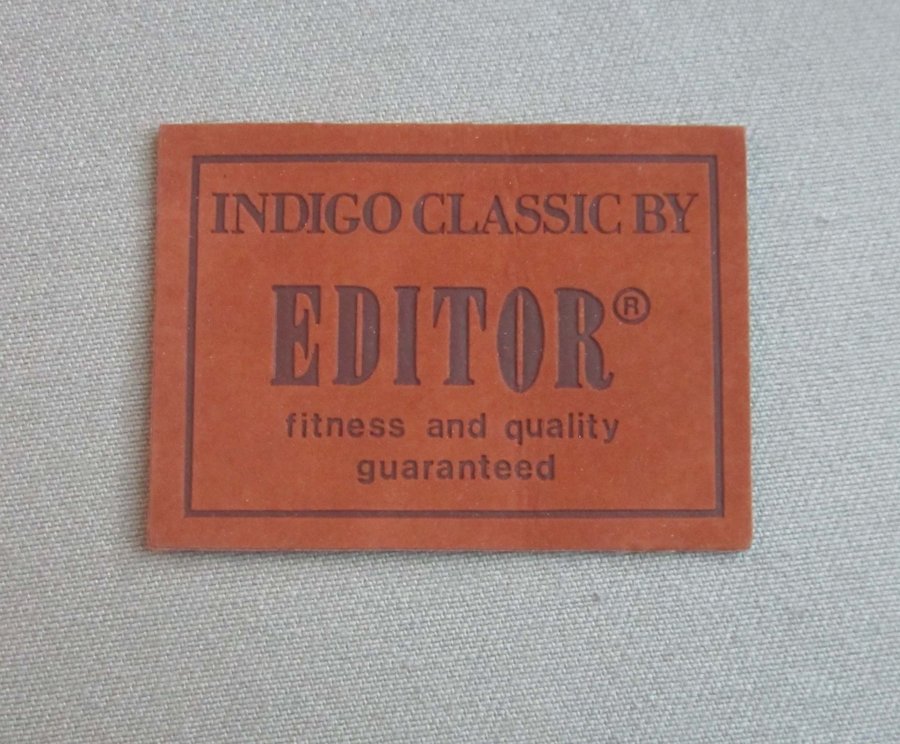 INDIGO CLASSIC BY
EDITOR®
fitness and quality
guaranteed